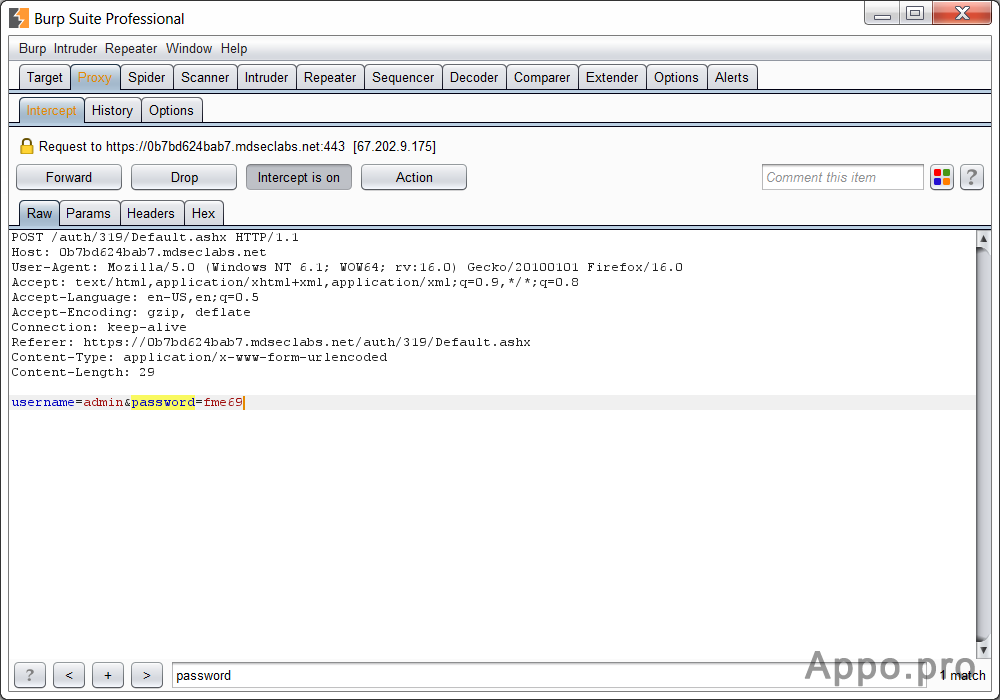 Burp Suite Professional
Burp Intruder Repeater Window Help
Target Proxy Spider Scanner Intruder Repeater Sequencer Decoder Comparer Extender Options Alerts
Intercept History Options
Request to https://0b7bd624bab7.mdseclabs.net:443 [67.202.9.175]
Forward Drop Intercept is on Action Comment this item ?
Raw Params Headers Hex
POST /auth/319/Default.ashx HTTP/1.1
Host: 0b7bd624bab7.mdseclabs.net
User-Agent: Mozilla/5.0 (Windows NT 6.1; WOW64; rv:16.0) Gecko/20100101 Firefox/16.0
Accept: text/html,application/xhtml+xml,application/xml;q=0.9,*/*;q=0.8
Accept-Language: en-US,en;q=0.5
Accept-Encoding: gzip, deflate
Connection: keep-alive
Referer: https://0b7bd624bab7.mdseclabs.net/auth/319/Default.ashx
Content-Type: application/x-www-form-urlencoded
Content-Length: 29
username=admin&password=fme69
? < + > password 1 match
Appo.pro